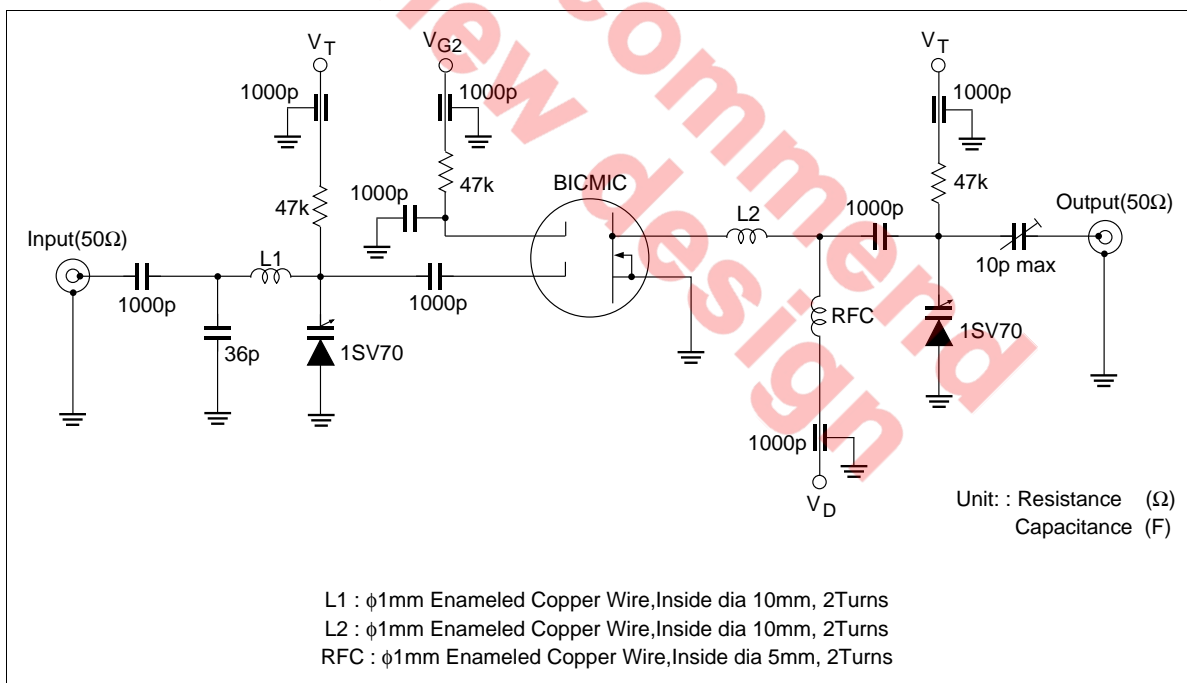 V_T
V_G2
V_T
1000p
1000p
1000p
47k
1000p
47k
BICMIC
47k
L2
1000p
Output(50Ω)
Input(50Ω)
L1
10p max
1000p
1000p
36p
1SV70
RFC
1SV70
1000p
V_D
Unit: : Resistance (Ω)
Capacitance (F)
L1 : ϕ1mm Enameled Copper Wire,Inside dia 10mm, 2Turns
L2 : ϕ1mm Enameled Copper Wire,Inside dia 10mm, 2Turns
RFC : ϕ1mm Enameled Copper Wire,Inside dia 5mm, 2Turns
commend
new design